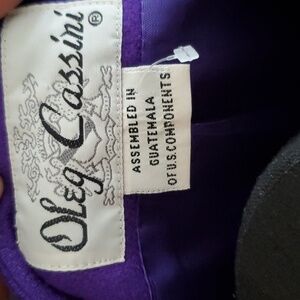 Oleg Cassini®
ASSEMBLED IN
GUATEMALA
OF U.S. COMPONENTS